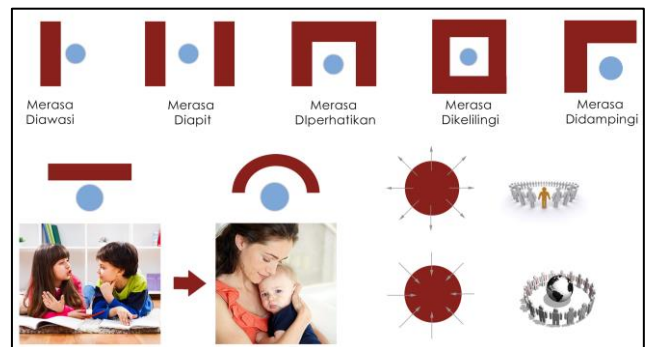 Merasa
Diawasi
Merasa
Diapit
Merasa
DIperhatikan
Merasa
Dikelilingi
Merasa
Didampingi